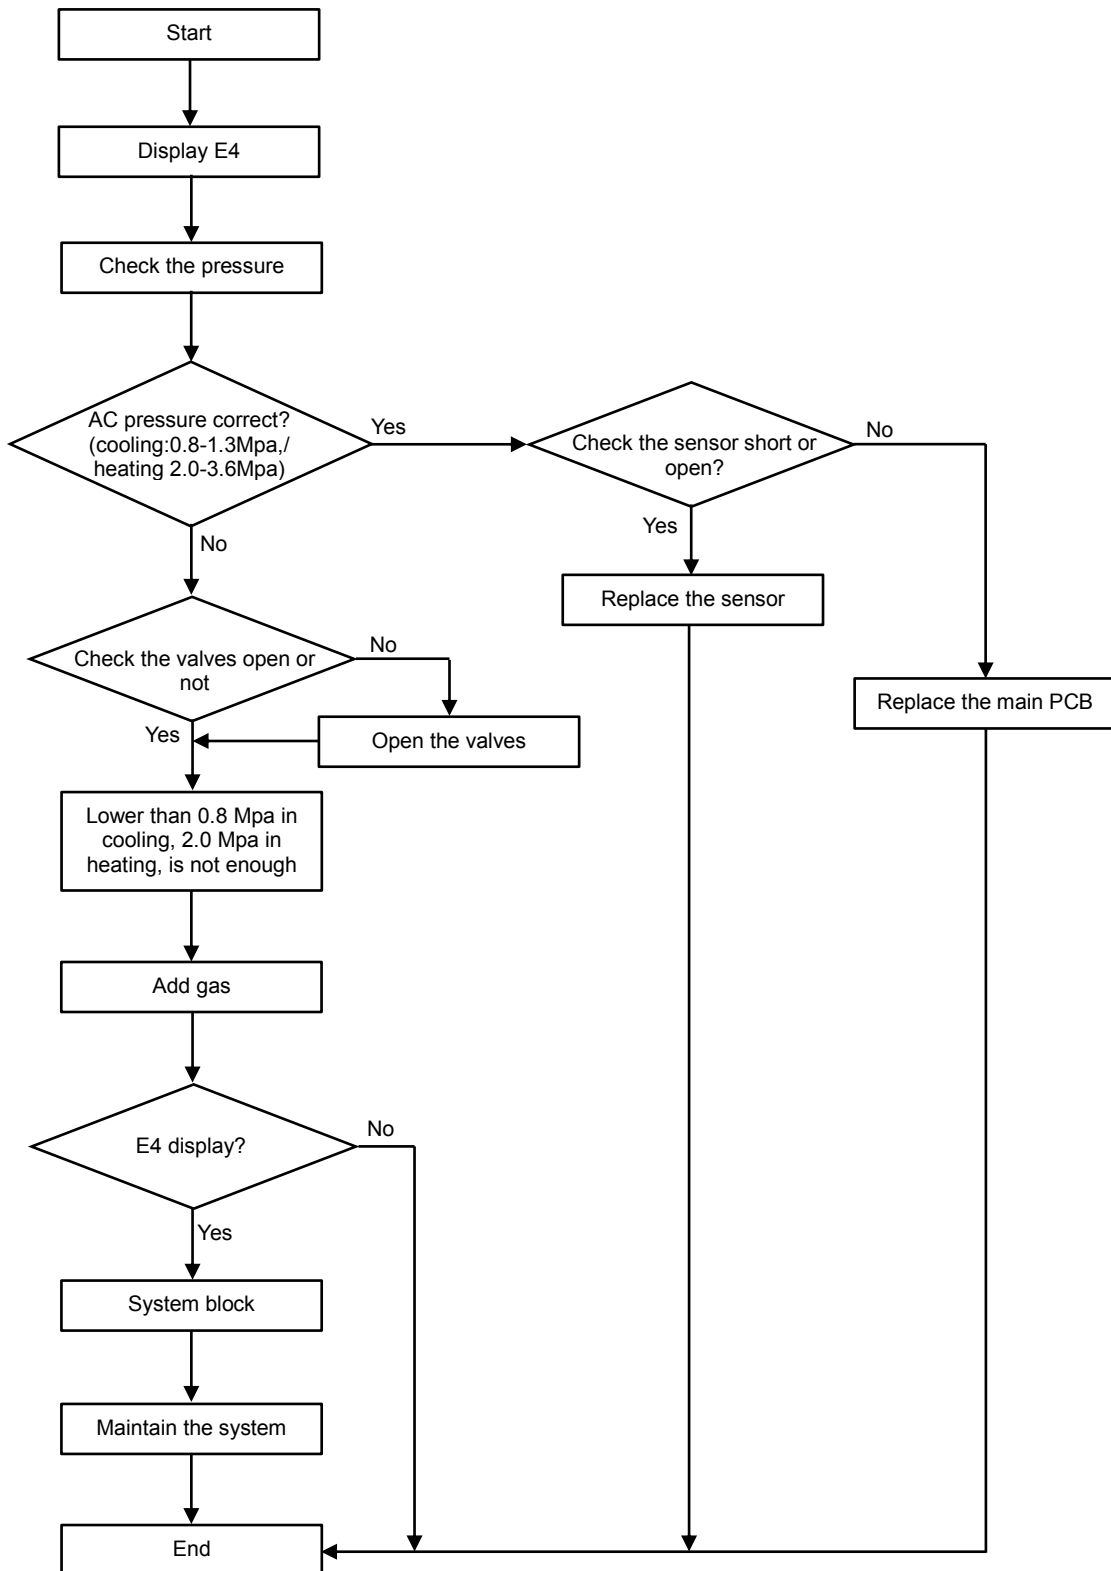 Start
Display E4
Check the pressure
AC pressure correct?
(cooling:0.8-1.3Mpa,/
heating 2.0-3.6Mpa)
Yes
Check the sensor short or
open?
No
No
Yes
Replace the sensor
Check the valves open or
not
No
Replace the main PCB
Yes
Open the valves
Lower than 0.8 Mpa in
cooling, 2.0 Mpa in
heating, is not enough
Add gas
E4 display?
No
Yes
System block
Maintain the system
End